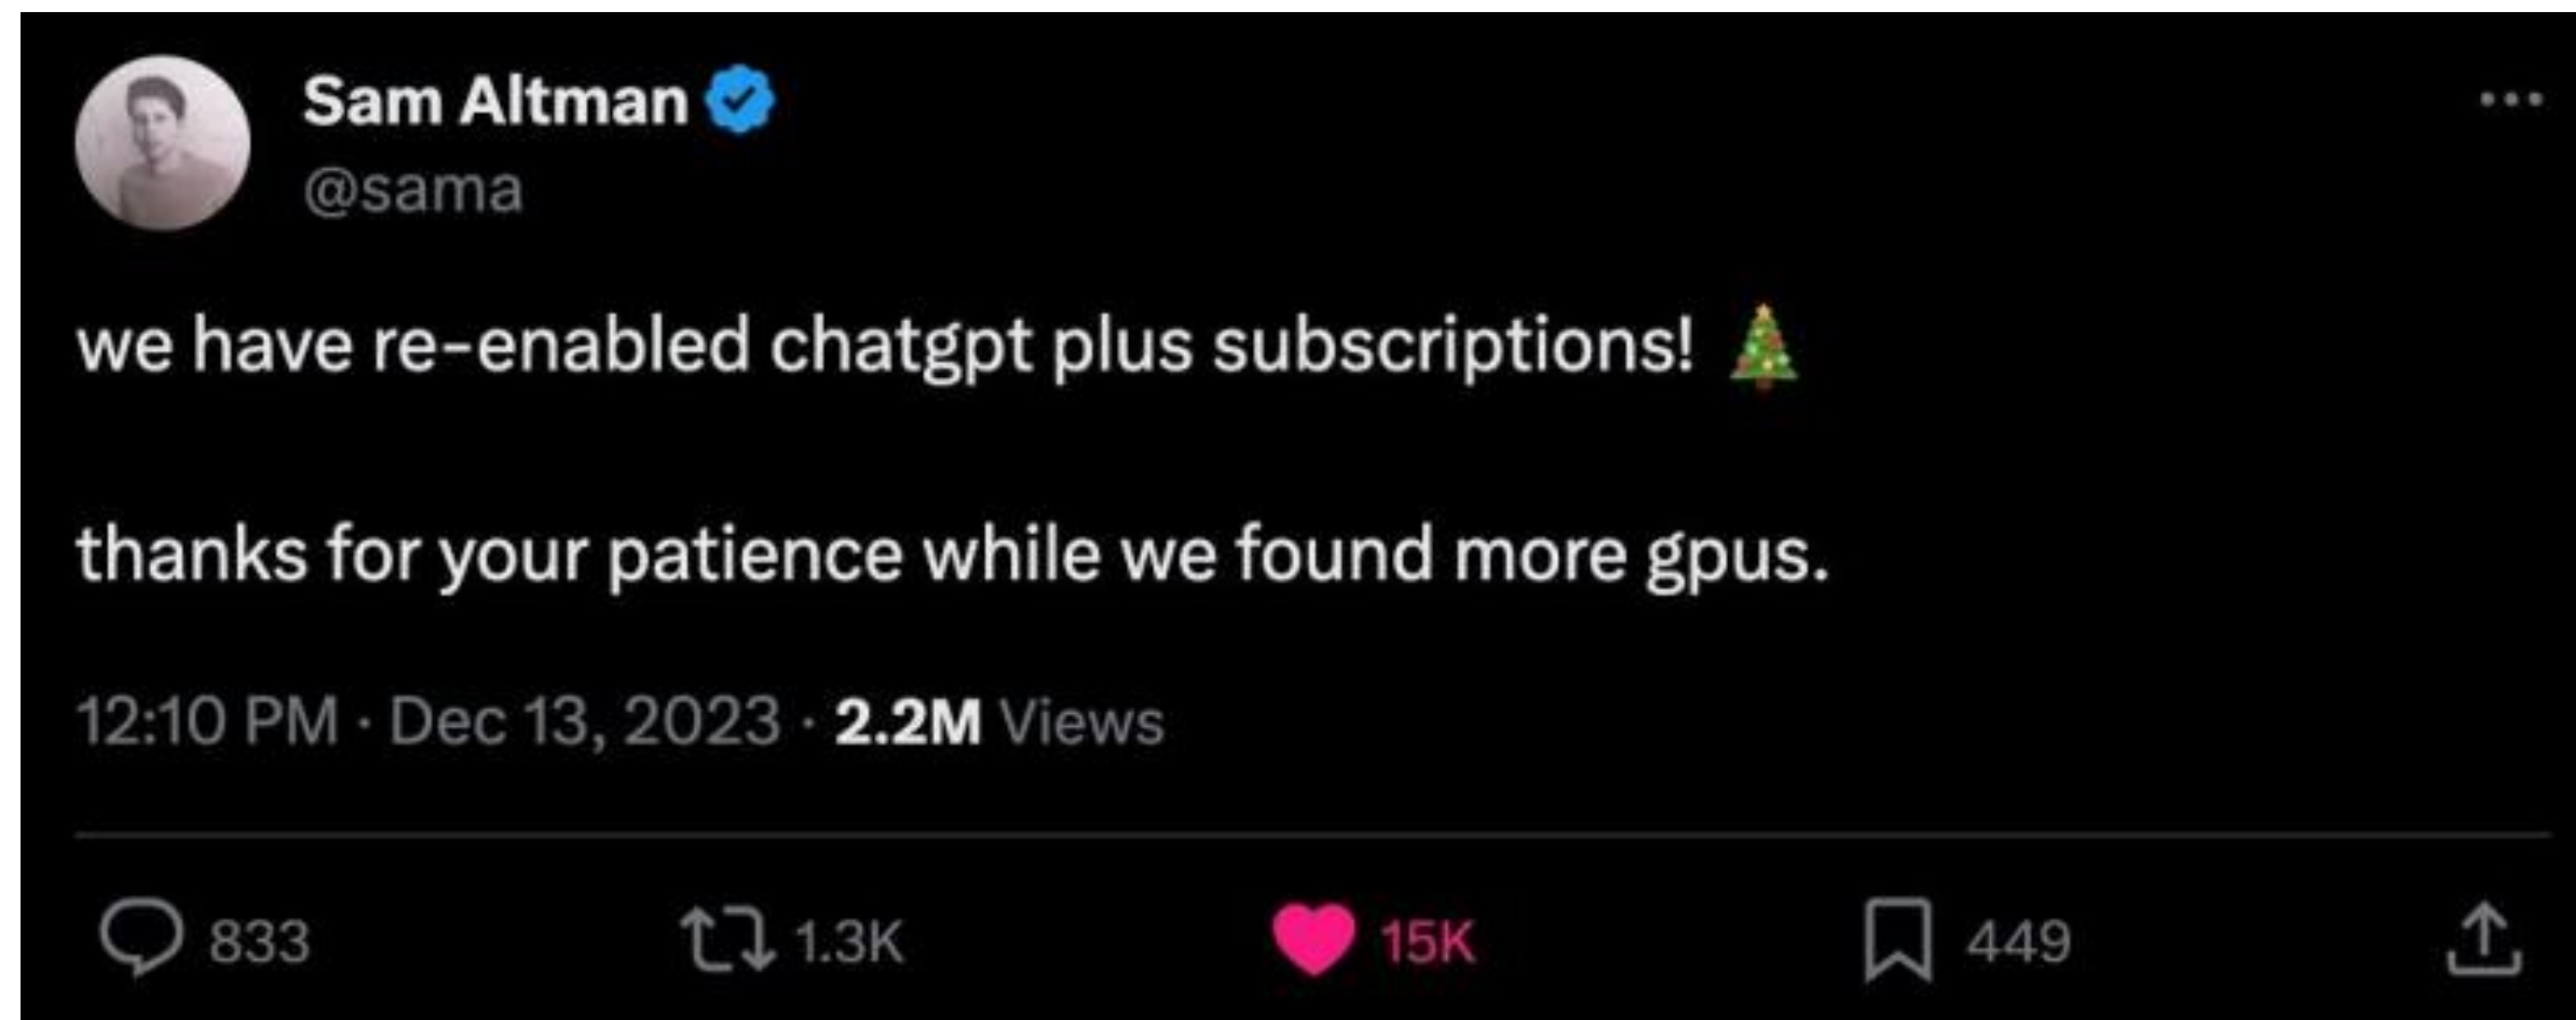 Sam Altman
@sama
we have re-enabled chatgpt plus subscriptions! 🎄
thanks for your patience while we found more gpus.
12:10 PM · Dec 13, 2023 · 2.2M Views
833 1.3K 15K 449